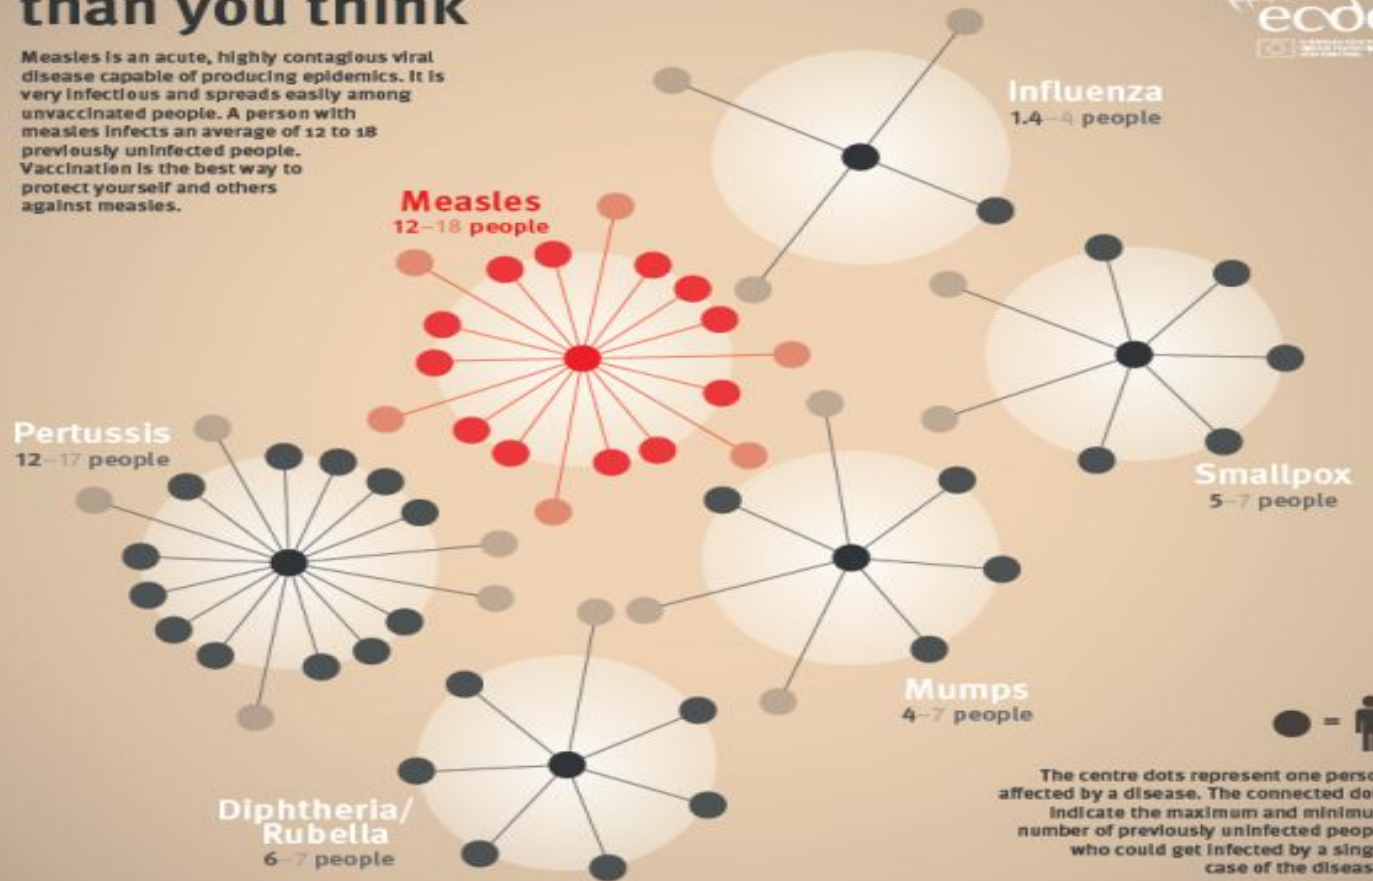 than you think
Measles is an acute, highly contagious viral
disease capable of producing epidemics. It is
very infectious and spreads easily among
unvaccinated people. A person with
measles infects an average of 12 to 18
previously uninfected people.
Vaccination is the best way to
protect yourself and others
against measles.
Influenza
1.4–4 people
Measles
12–18 people
Pertussis
12–17 people
Smallpox
5–7 people
Mumps
4–7 people
Diphtheria/
Rubella
6–7 people
=
The centre dots represent one perso
affected by a disease. The connected do
indicate the maximum and minimu
number of previously uninfected peop
who could get infected by a sing
case of the diseas